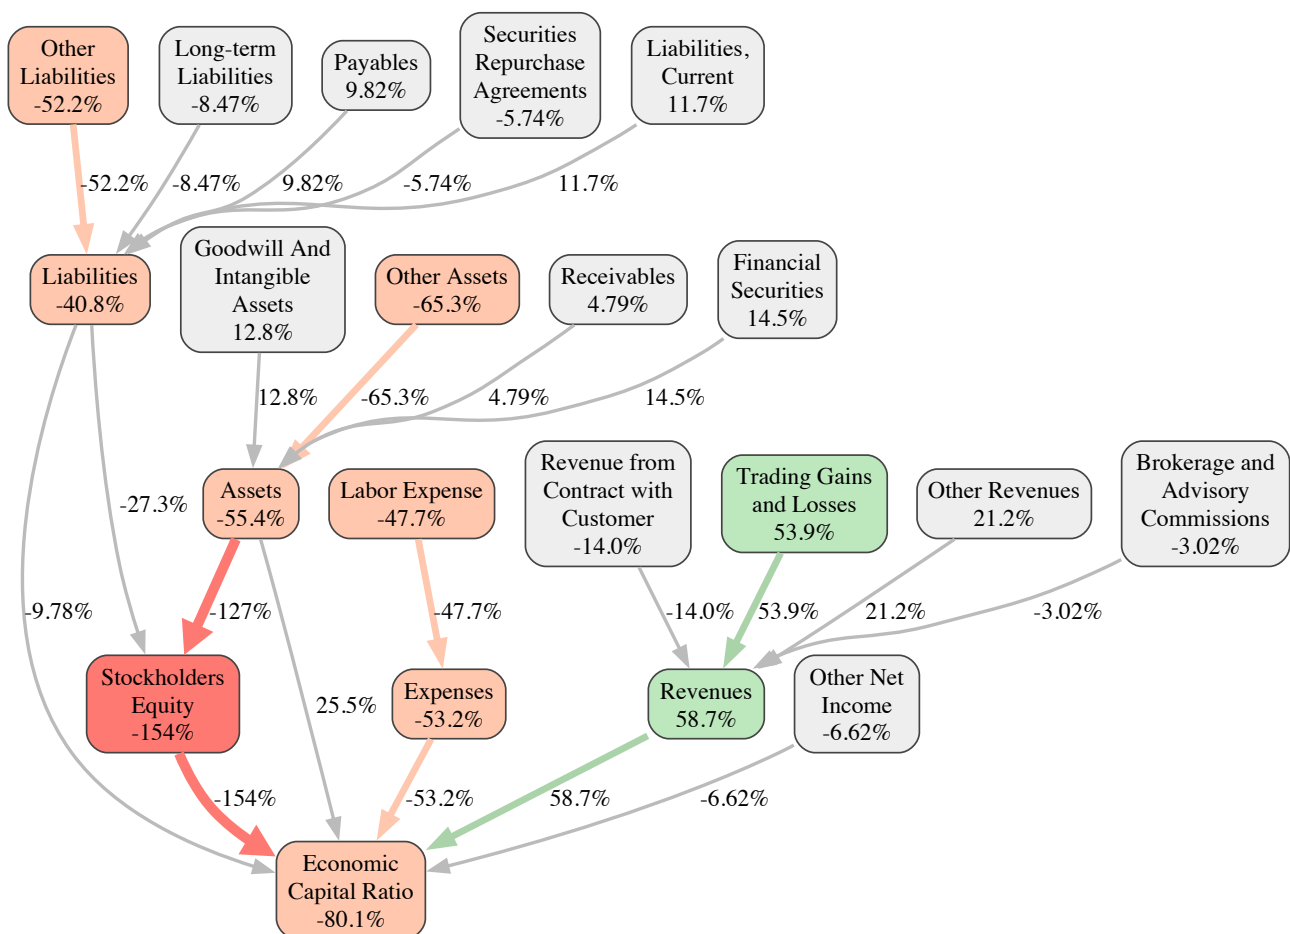 Other
Liabilities
-52.2%
Long-term
Liabilities
-8.47%
Payables
9.82%
Securities
Repurchase
Agreements
-5.74%
Liabilities,
Current
11.7%
-52.2%
-8.47%
9.82%
-5.74%
11.7%
Liabilities
-40.8%
Goodwill And
Intangible
Assets
12.8%
Other Assets
-65.3%
Receivables
4.79%
Financial
Securities
14.5%
12.8%
-65.3%
4.79%
14.5%
-27.3%
Assets
-55.4%
Labor Expense
-47.7%
Revenue from
Contract with
Customer
-14.0%
Trading Gains
and Losses
53.9%
Other Revenues
21.2%
Brokerage and
Advisory
Commissions
-3.02%
-9.78%
-127%
-47.7%
-14.0%
53.9%
21.2%
-3.02%
Stockholders
Equity
-154%
25.5%
Expenses
-53.2%
Revenues
58.7%
Other Net
Income
-6.62%
-154%
-53.2%
58.7%
-6.62%
Economic
Capital Ratio
-80.1%